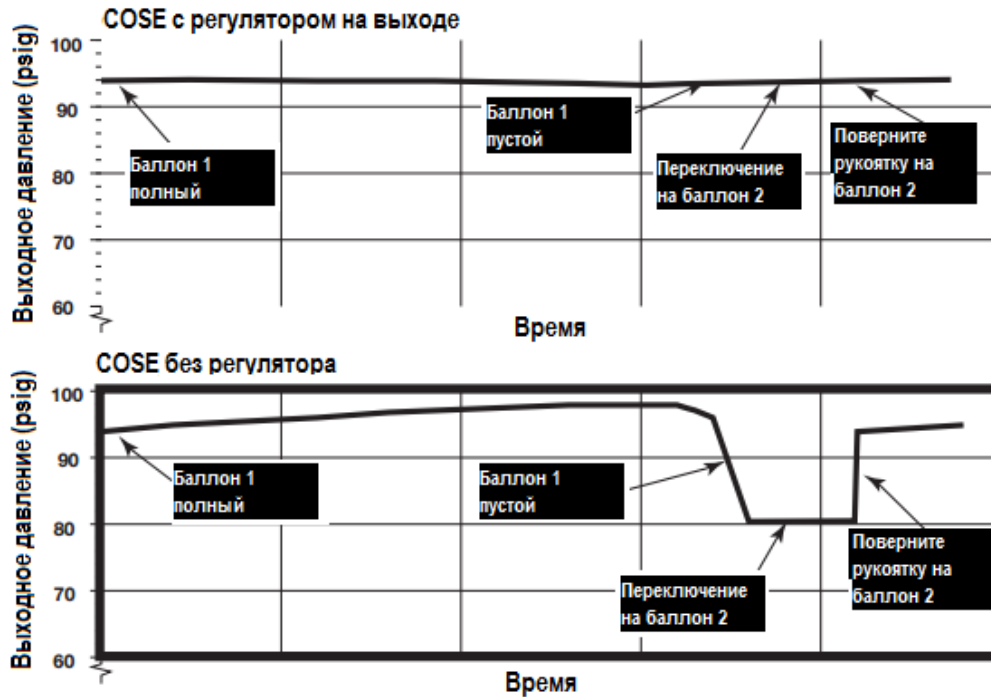 COSE с регулятором на выходе
Выходное давление (psig)
100
90
80
70
60
Баллон 1
полный
Баллон 1
пустой
Переключение
на баллон 2
Поверните
рукоятку на
баллон 2
Время
COSE без регулятора
Выходное давление (psig)
100
90
80
70
60
Баллон 1
полный
Баллон 1
пустой
Переключение
на баллон 2
Поверните
рукоятку на
баллон 2
Время